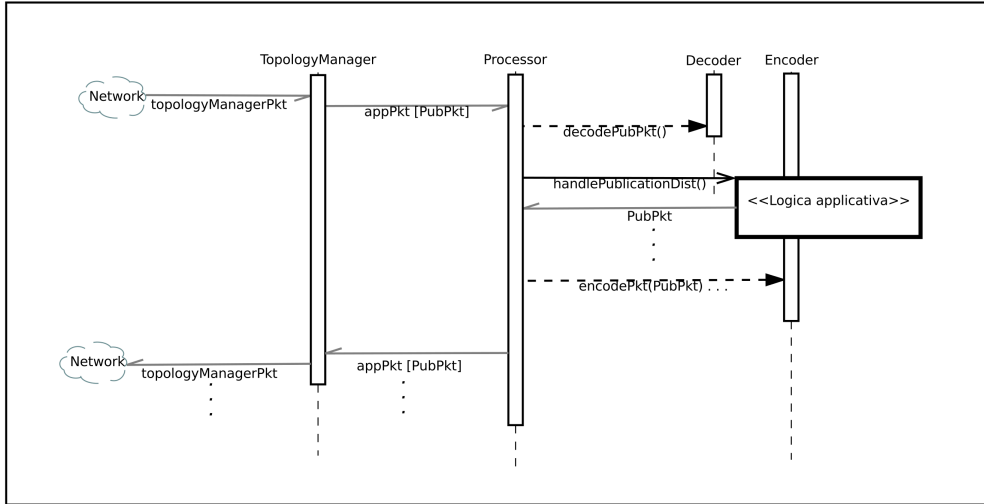 TopologyManager
Processor
Decoder
Encoder
Network
topologyManagerPkt
appPkt [PubPkt]
decodePubPkt()
handlePublicationDist()
<<Logica applicativa>>
PubPkt
.
.
.
encodePkt(PubPkt) . . .
Network
topologyManagerPkt
appPkt [PubPkt]
.
.
.
.
.
.